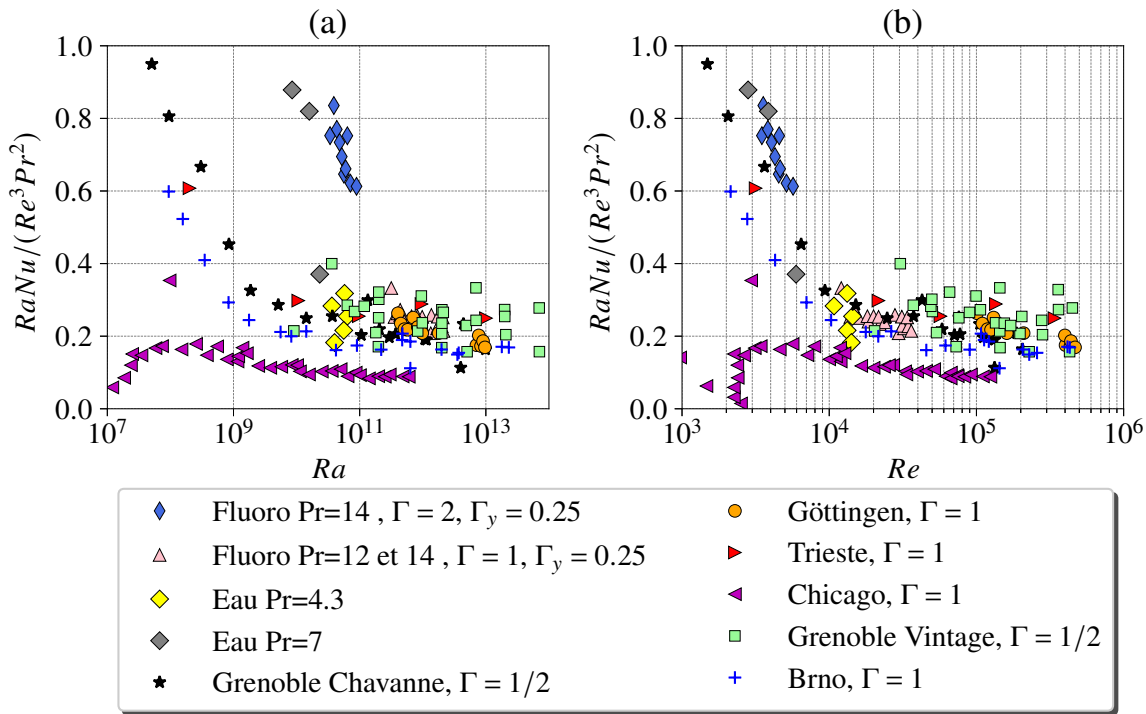 (a)
(b)
RaNu/(Re³Pr²)
1.0
0.8
0.6
0.4
0.2
0.0
10⁷ 10⁹ 10¹¹ 10¹³
Ra
RaNu/(Re³Pr²)
1.0
0.8
0.6
0.4
0.2
0.0
10³ 10⁴ 10⁵ 10⁶
Re
Fluoro Pr=14 , Γ = 2, Γ_y = 0.25
Fluoro Pr=12 et 14 , Γ = 1, Γ_y = 0.25
Eau Pr=4.3
Eau Pr=7
Grenoble Chavanne, Γ = 1/2
Göttingen, Γ = 1
Trieste, Γ = 1
Chicago, Γ = 1
Grenoble Vintage, Γ = 1/2
Brno, Γ = 1